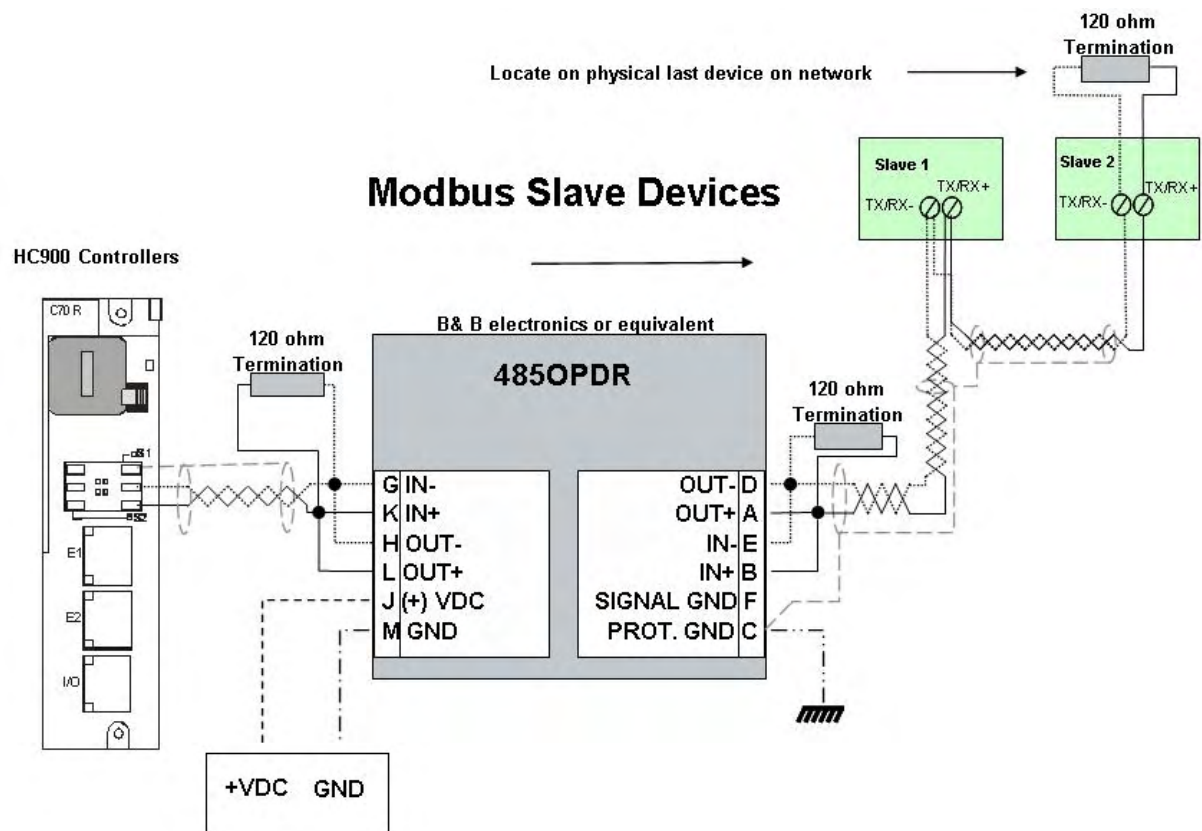 120 ohm
Termination
Locate on physical last device on network
Slave 1
TX/RX+
TX/RX-
Slave 2
TX/RX+
TX/RX-
Modbus Slave Devices
HC900 Controllers
C70 R
S1
S2
E1
E2
I/O
120 ohm
Termination
B& B electronics or equivalent
485OPDR
120 ohm
Termination
G IN-
K IN+
H OUT-
L OUT+
J (+) VDC
M GND
OUT- D
OUT+ A
IN- E
IN+ B
SIGNAL GND F
PROT. GND C
+VDC GND